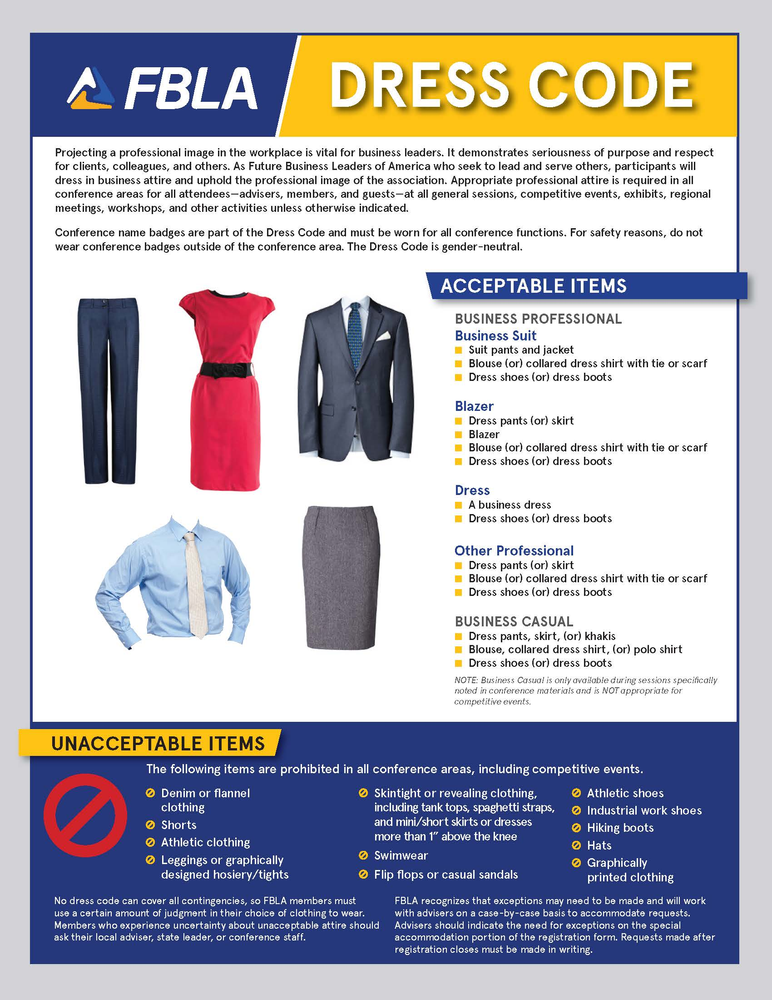 FBLA
DRESS CODE
Projecting a professional image in the workplace is vital for business leaders. It demonstrates seriousness of purpose and respect
for clients, colleagues, and others. As Future Business Leaders of America who seek to lead and serve others, participants will
dress in business attire and uphold the professional image of the association. Appropriate professional attire is required in all
conference areas for all attendees—advisers, members, and guests—at all general sessions, competitive events, exhibits, regional
meetings, workshops, and other activities unless otherwise indicated.
Conference name badges are part of the Dress Code and must be worn for all conference functions. For safety reasons, do not
wear conference badges outside of the conference area. The Dress Code is gender-neutral.
ACCEPTABLE ITEMS
BUSINESS PROFESSIONAL
Business Suit
Suit pants and jacket
Blouse (or) collared dress shirt with tie or scarf
Dress shoes (or) dress boots
Blazer
Dress pants (or) skirt
Blazer
Blouse (or) collared dress shirt with tie or scarf
Dress shoes (or) dress boots
Dress
A business dress
Dress shoes (or) dress boots
Other Professional
Dress pants (or) skirt
Blouse (or) collared dress shirt with tie or scarf
Dress shoes (or) dress boots
BUSINESS CASUAL
Dress pants, skirt, (or) khakis
Blouse, collared dress shirt, (or) polo shirt
Dress shoes (or) dress boots
NOTE: Business Casual is only available during sessions specifically
noted in conference materials and is NOT appropriate for
competitive events.
UNACCEPTABLE ITEMS
The following items are prohibited in all conference areas, including competitive events.
Denim or flannel
clothing
Shorts
Athletic clothing
Leggings or graphically
designed hosiery/tights
Skintight or revealing clothing,
including tank tops, spaghetti straps,
and mini/short skirts or dresses
more than 1″ above the knee
Swimwear
Flip flops or casual sandals
Athletic shoes
Industrial work shoes
Hiking boots
Hats
Graphically
printed clothing
No dress code can cover all contingencies, so FBLA members must
use a certain amount of judgment in their choice of clothing to wear.
Members who experience uncertainty about unacceptable attire should
ask their local adviser, state leader, or conference staff.
FBLA recognizes that exceptions may need to be made and will work
with advisers on a case-by-case basis to accommodate requests.
Advisers should indicate the need for exceptions on the special
accommodation portion of the registration form. Requests made after
registration closes must be made in writing.